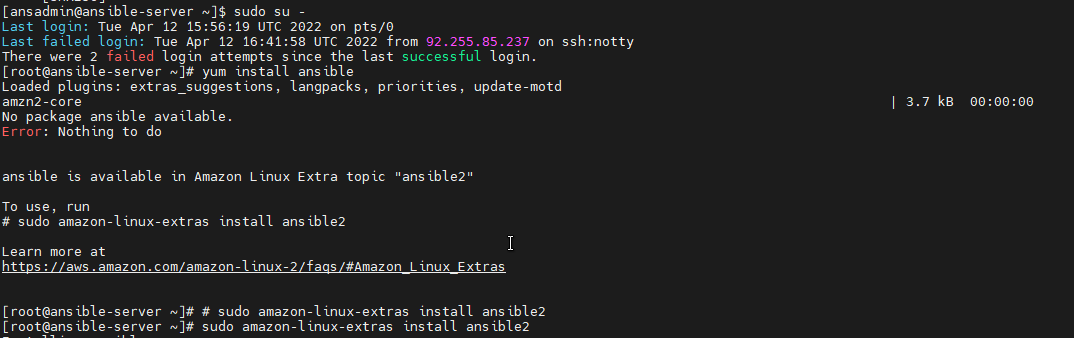 [ansadmin@ansible-server ~]$ sudo su -
Last login: Tue Apr 12 15:56:19 UTC 2022 on pts/0
Last failed login: Tue Apr 12 16:41:58 UTC 2022 from 92.255.85.237 on ssh:notty
There were 2 failed login attempts since the last successful login.
[root@ansible-server ~]# yum install ansible
Loaded plugins: extras_suggestions, langpacks, priorities, update-motd
amzn2-core | 3.7 kB 00:00:00
No package ansible available.
Error: Nothing to do
ansible is available in Amazon Linux Extra topic "ansible2"
To use, run
# sudo amazon-linux-extras install ansible2
Learn more at
https://aws.amazon.com/amazon-linux-2/faqs/#Amazon_Linux_Extras
[root@ansible-server ~]# # sudo amazon-linux-extras install ansible2
[root@ansible-server ~]# sudo amazon-linux-extras install ansible2